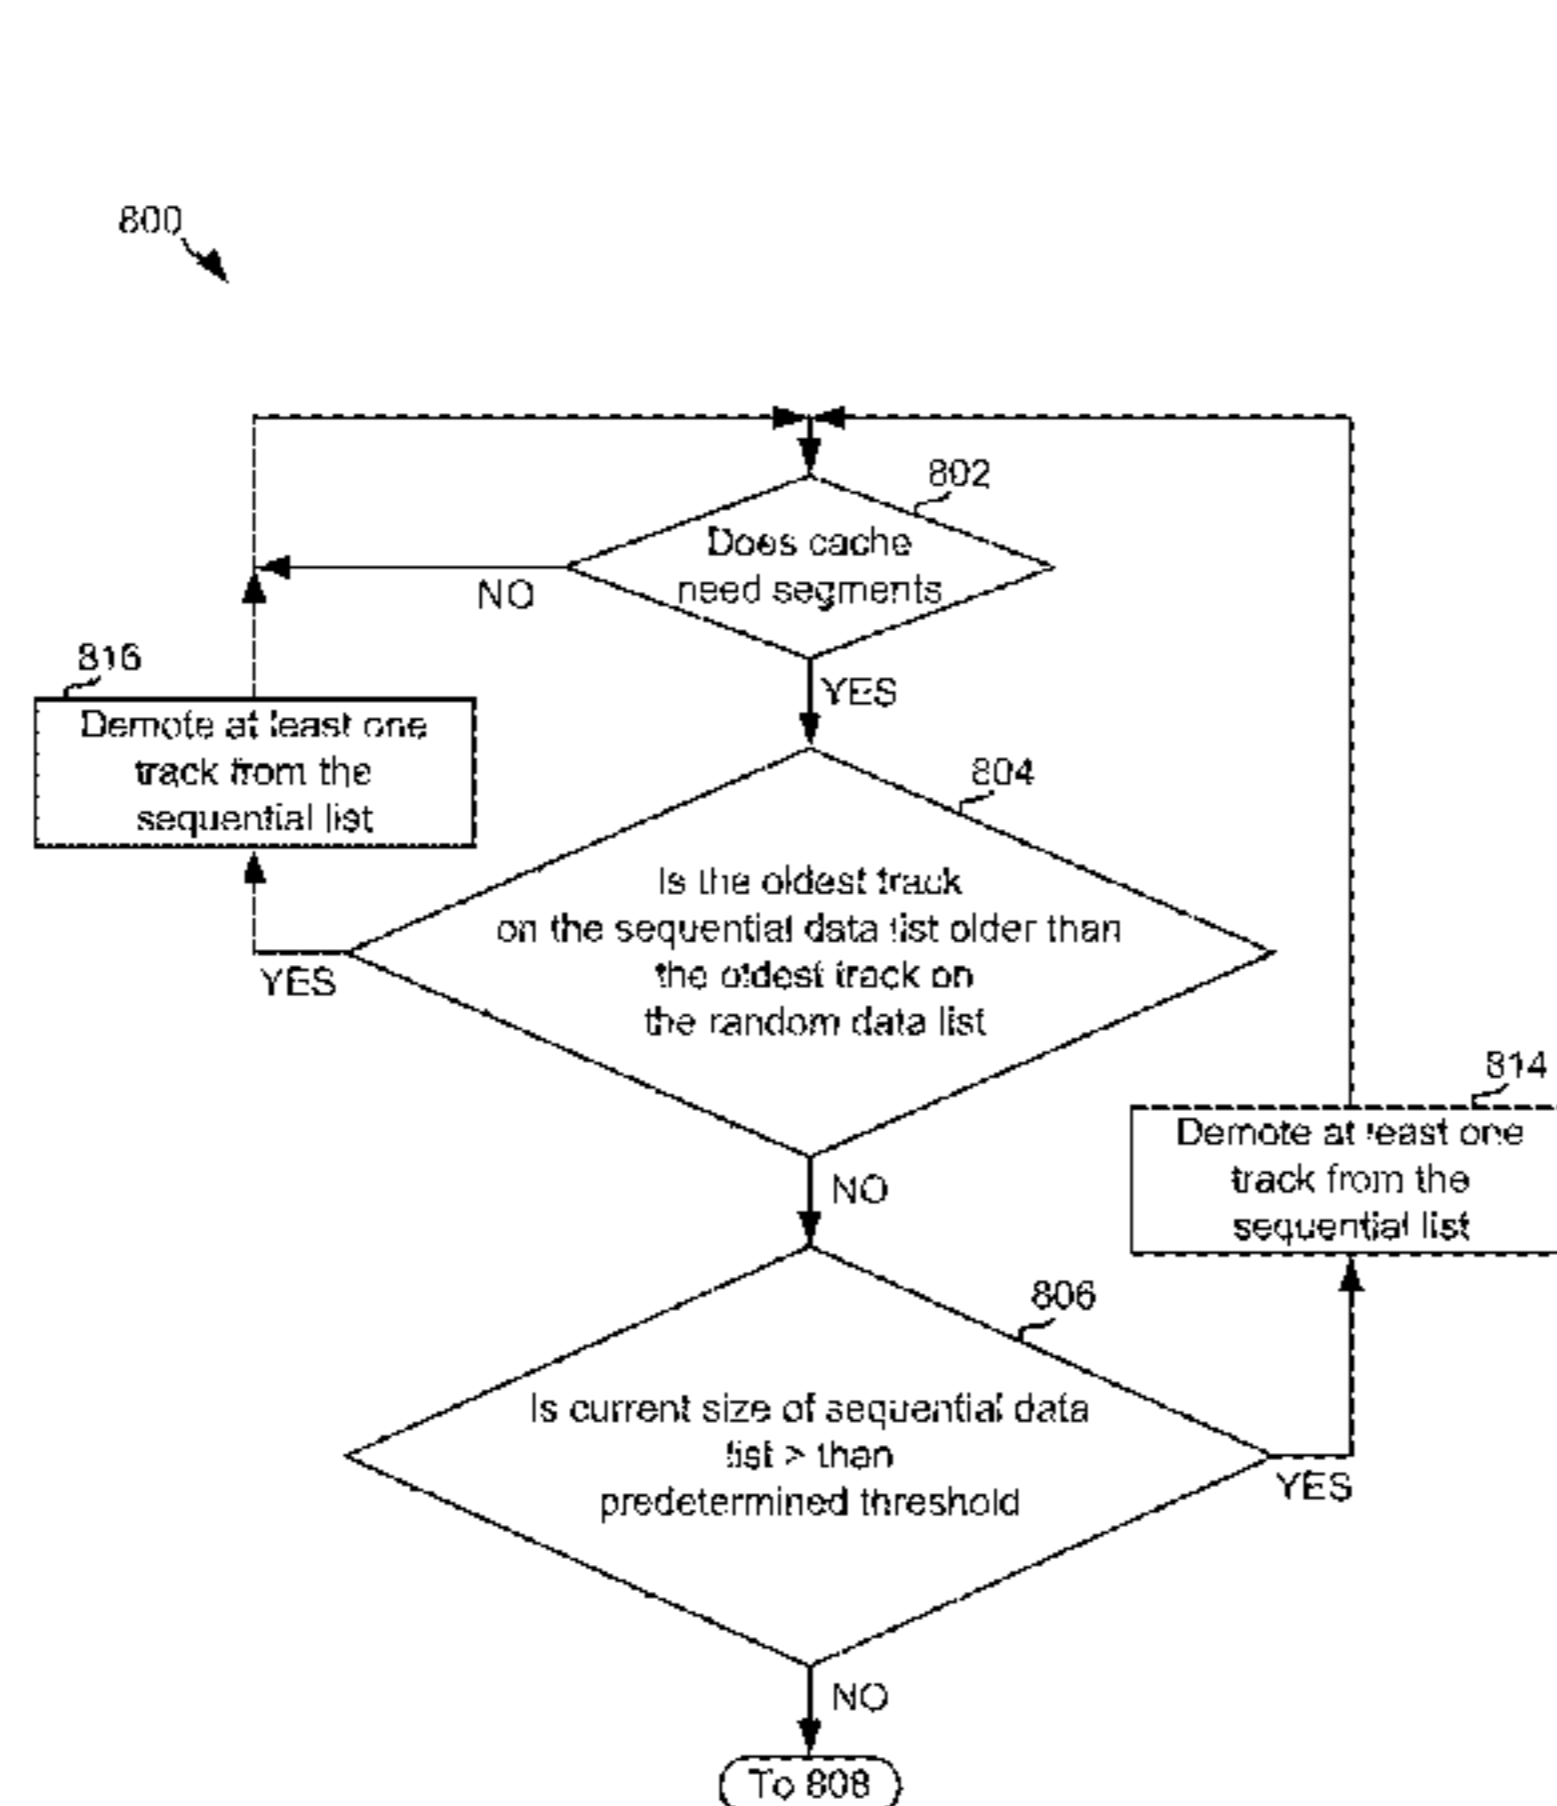 800
802
Does cache
need segments
NO
YES
816
Demote at least one
track from the
sequential list
804
Is the oldest track
on the sequential data list older than
the oldest track on
the random data list
YES
NO
814
Demote at least one
track from the
sequential list
806
Is current size of sequential data
list > than
predetermined threshold
YES
NO
To 808